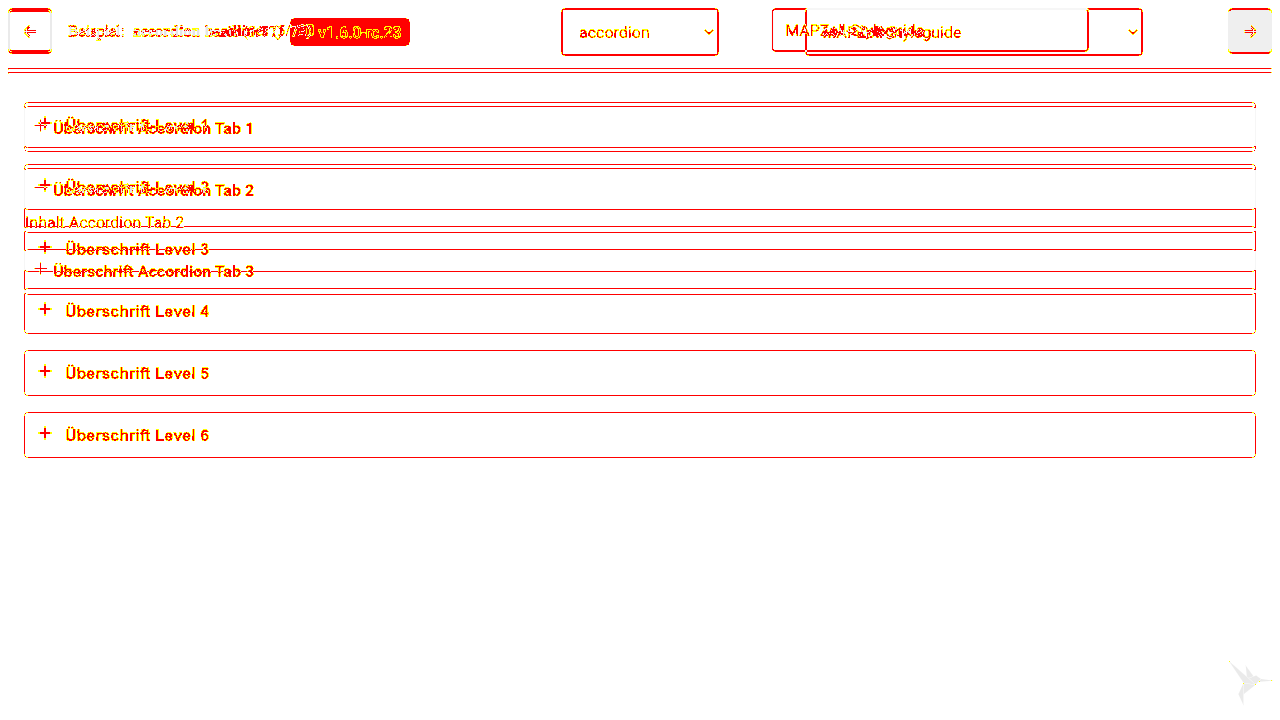 Beispiel: accordion v1.6.0-rc.23
accordion
Styleguide
Überschrift Level 1
Überschrift Accordion Tab 1
Überschrift Level 2
Überschrift Accordion Tab 2
Inhalt Accordion Tab 2
Überschrift Level 3
Überschrift Accordion Tab 3
Überschrift Level 4
Überschrift Level 5
Überschrift Level 6